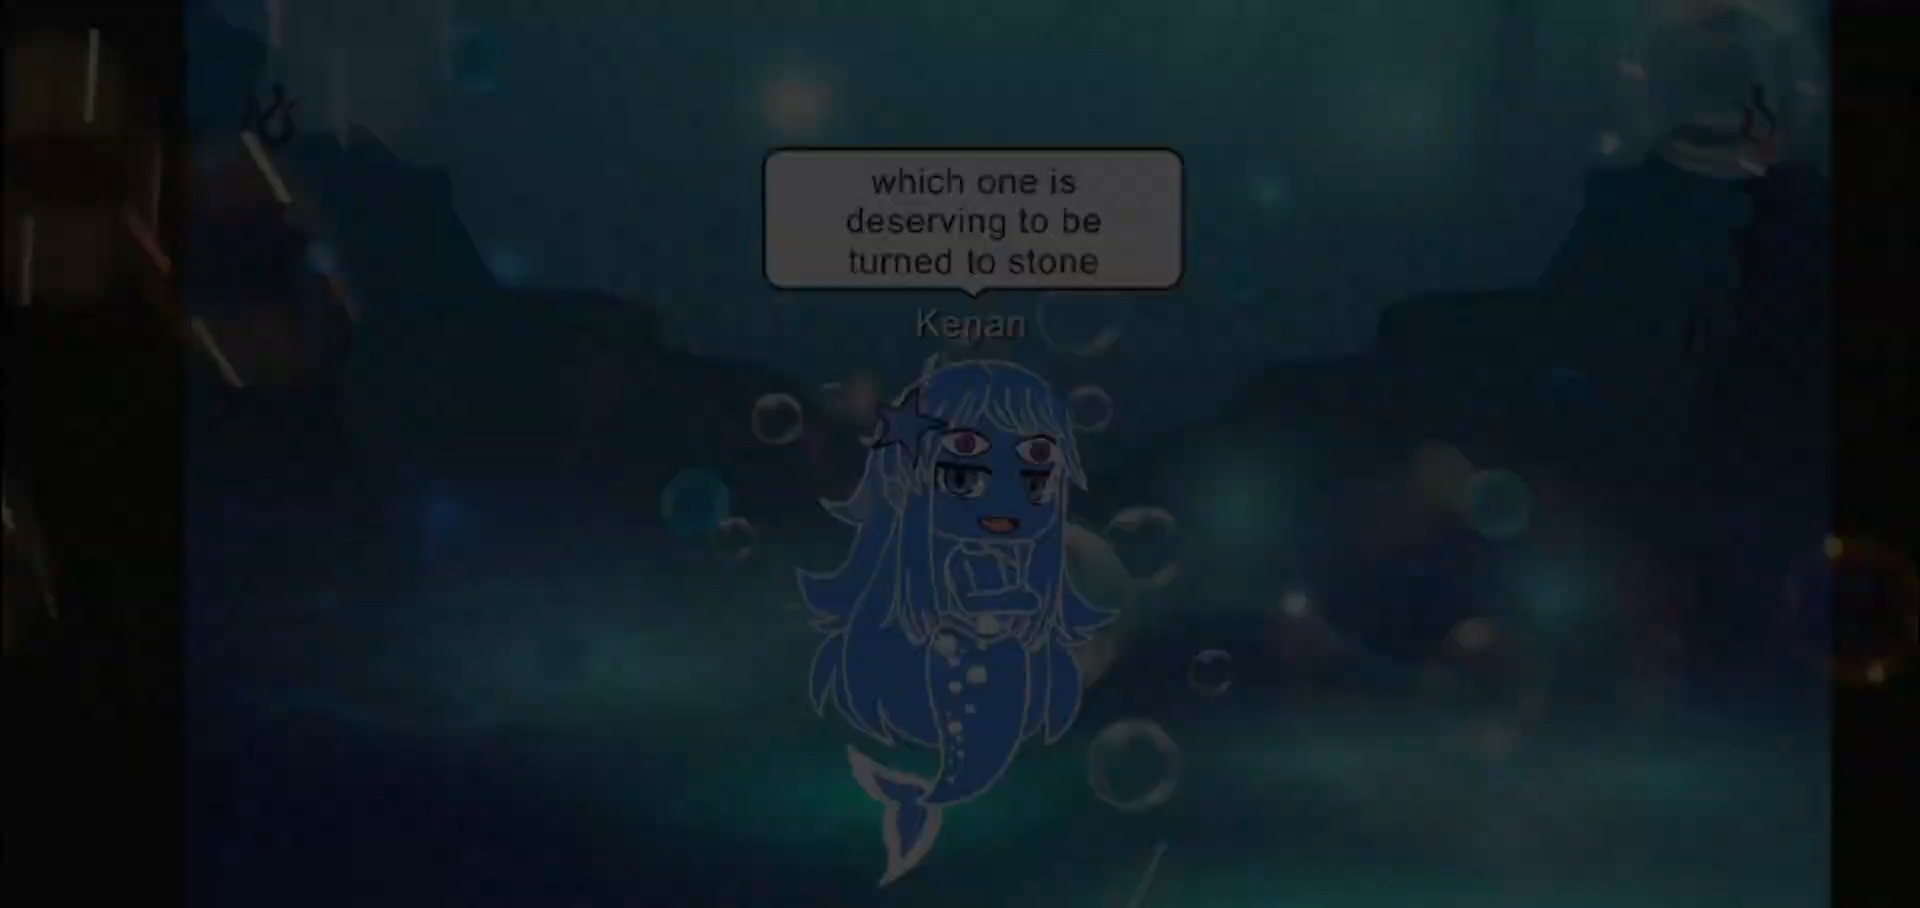 which one is
deserving to be
turned to stone
Kenan